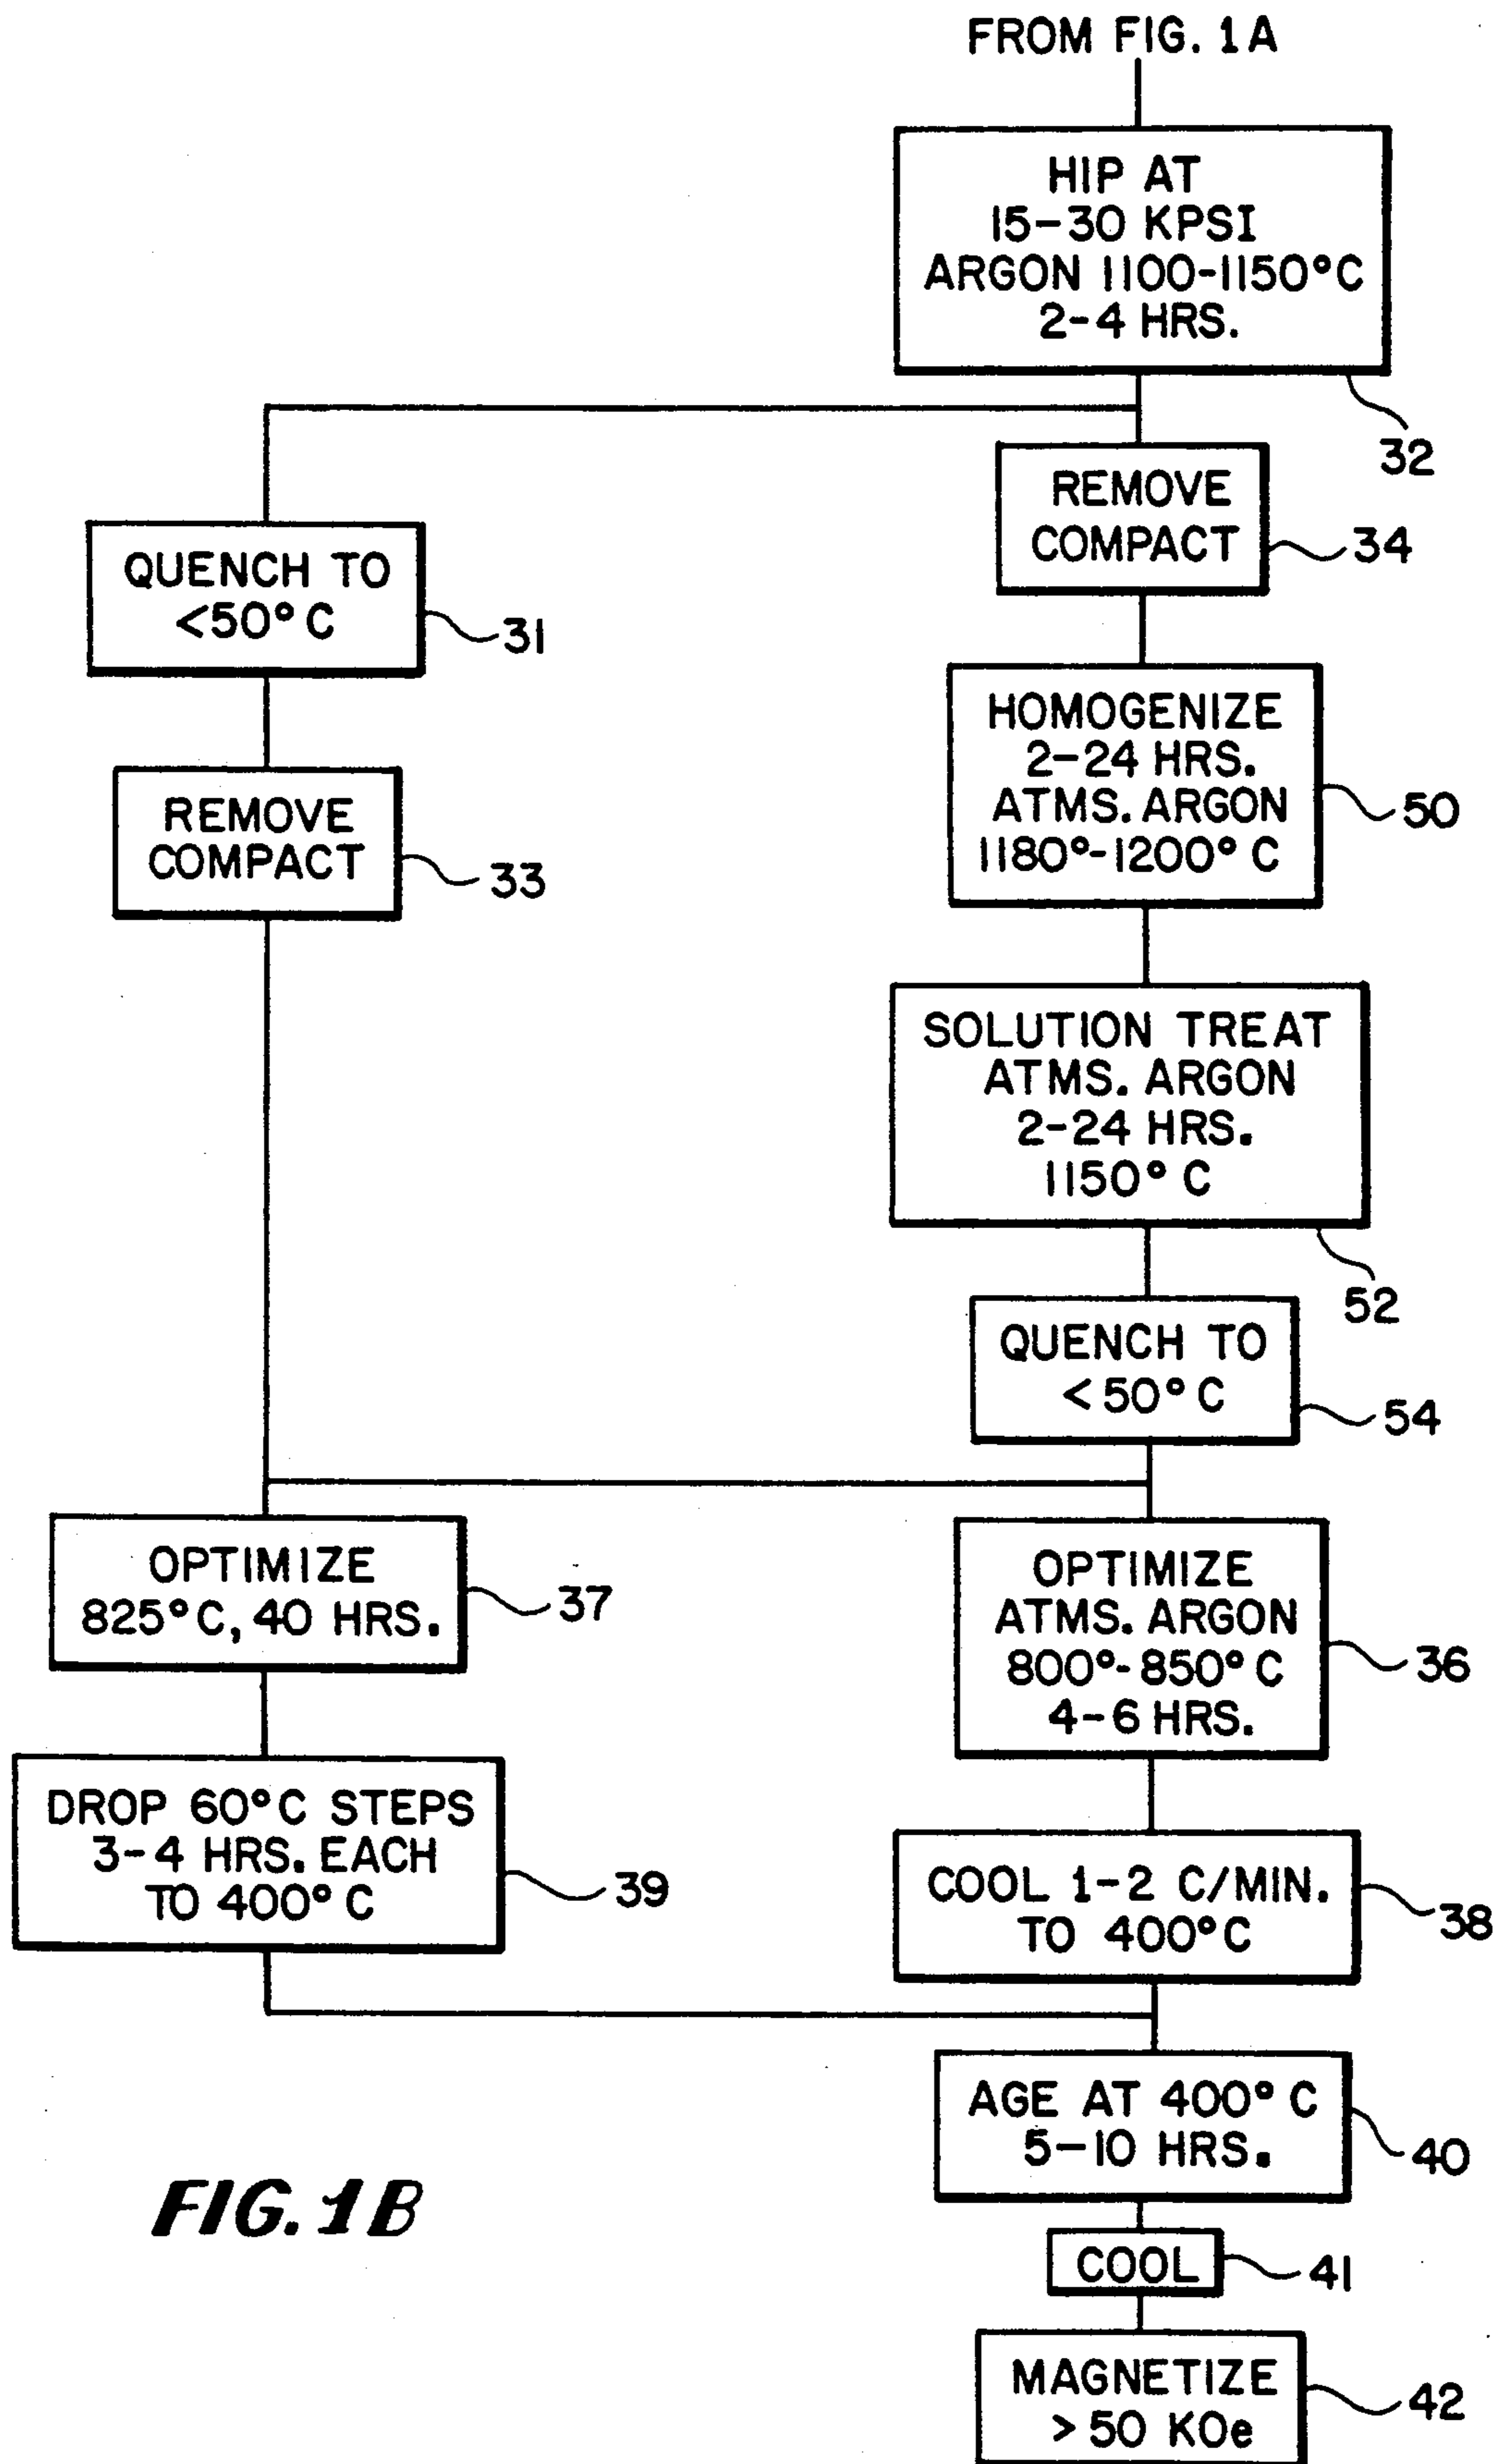 FROM FIG. 1A
HIP AT
15-30 KPSI
ARGON 1100-1150°C
2-4 HRS.
32
REMOVE
COMPACT
34
QUENCH TO
<50°C
31
REMOVE
COMPACT
33
HOMOGENIZE
2-24 HRS.
ATMS. ARGON
1180°-1200°C
50
SOLUTION TREAT
ATMS. ARGON
2-24 HRS.
1150°C
52
QUENCH TO
<50°C
54
OPTIMIZE
825°C, 40 HRS.
37
OPTIMIZE
ATMS. ARGON
800°-850°C
4-6 HRS.
36
DROP 60°C STEPS
3-4 HRS. EACH
TO 400°C
39
COOL 1-2 C/MIN.
TO 400°C
38
AGE AT 400°C
5-10 HRS.
40
COOL
41
MAGNETIZE
>50 KOe
42
FIG. 1B